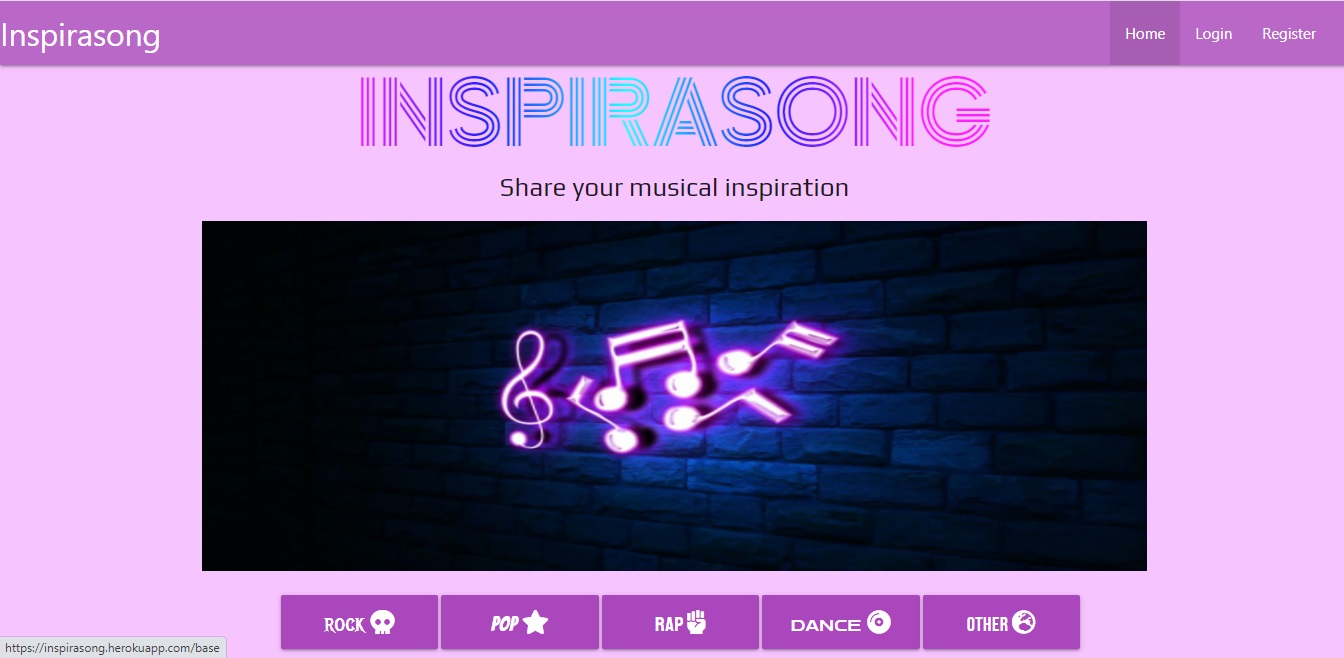 Inspirasong
Home Login Register
INSPIRASONG
Share your musical inspiration
ROCK POP RAP DANCE OTHER
https://inspirasong.herokuapp.com/base